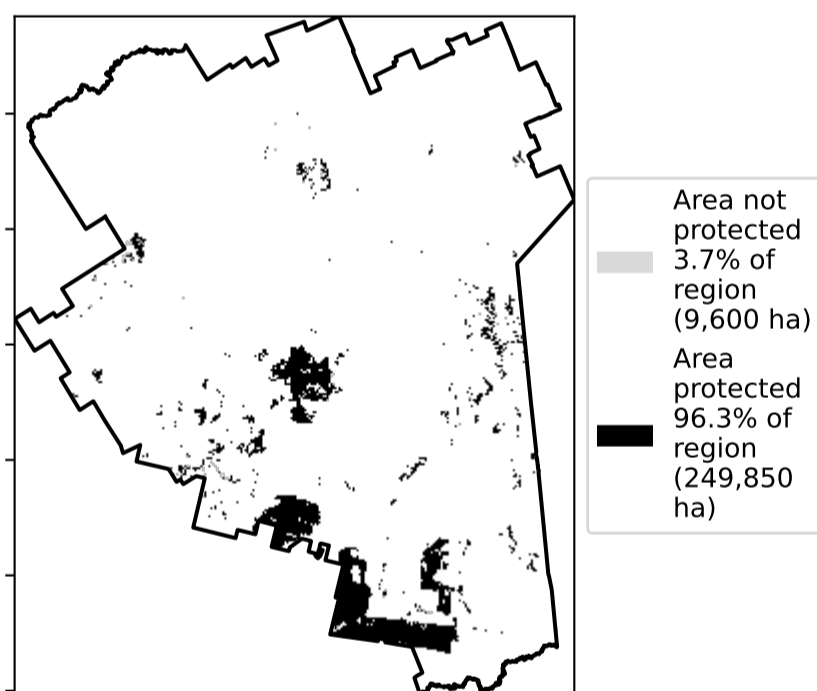 Area not
protected
3.7% of
region
(9,600 ha)
Area
protected
96.3% of
region
(249,850
ha)